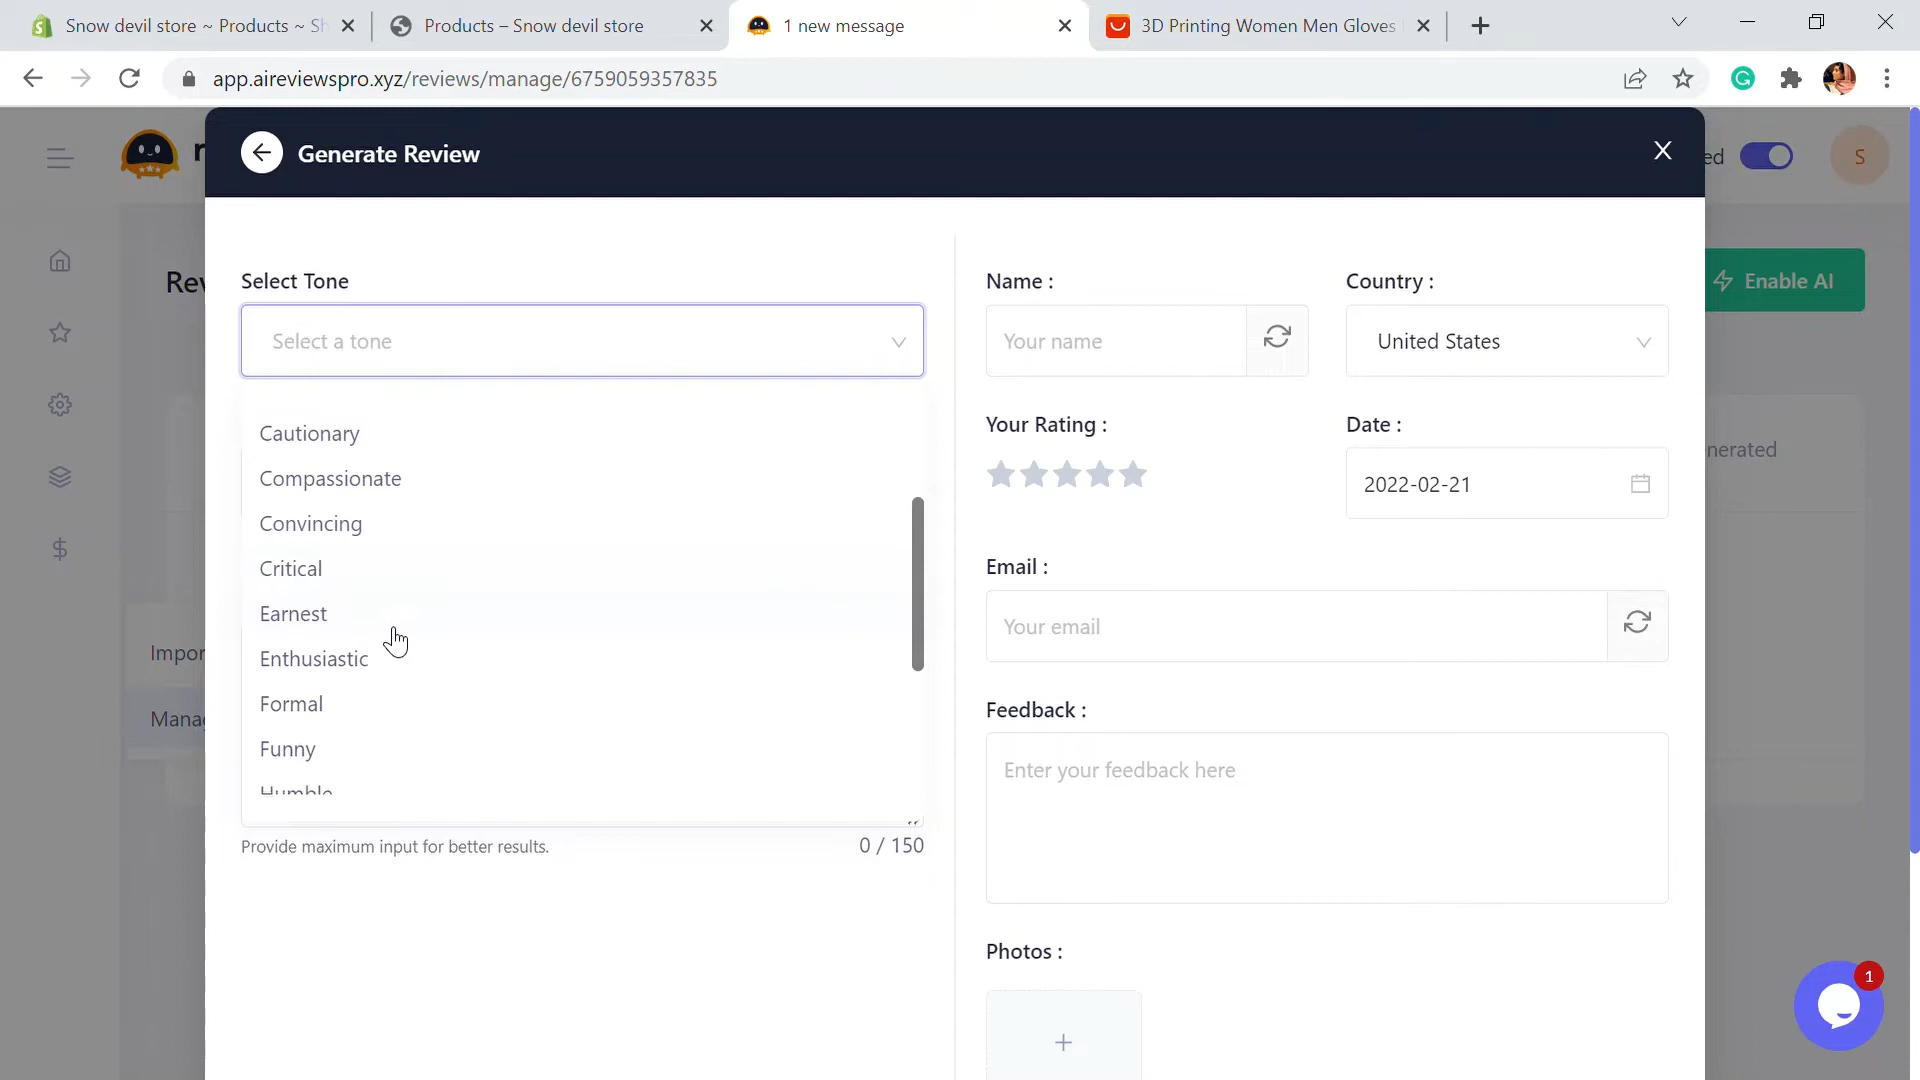 Snow devil store ~ Products ~ Sh
Products – Snow devil store
1 new message
3D Printing Women Men Gloves
app.aireviewspro.xyz/reviews/manage/6759059357835
Generate Review
X
S
Rev
Enable AI
Select Tone
Select a tone
Cautionary
Compassionate
Convincing
Critical
Earnest
Enthusiastic
Formal
Funny
Humble
Provide maximum input for better results.
0 / 150
Name :
Your name
Country :
United States
Your Rating :
Date :
2022-02-21
nerated
Email :
Your email
Impor
Manag
Feedback :
Enter your feedback here
Photos :
+
1